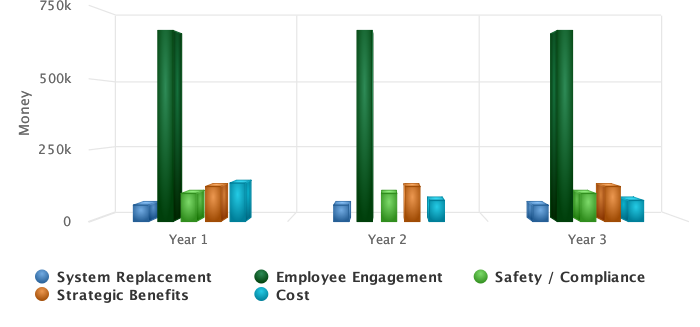 750k
500k
250k
0
Money
Year 1 Year 2 Year 3
System Replacement Employee Engagement Safety / Compliance
Strategic Benefits Cost